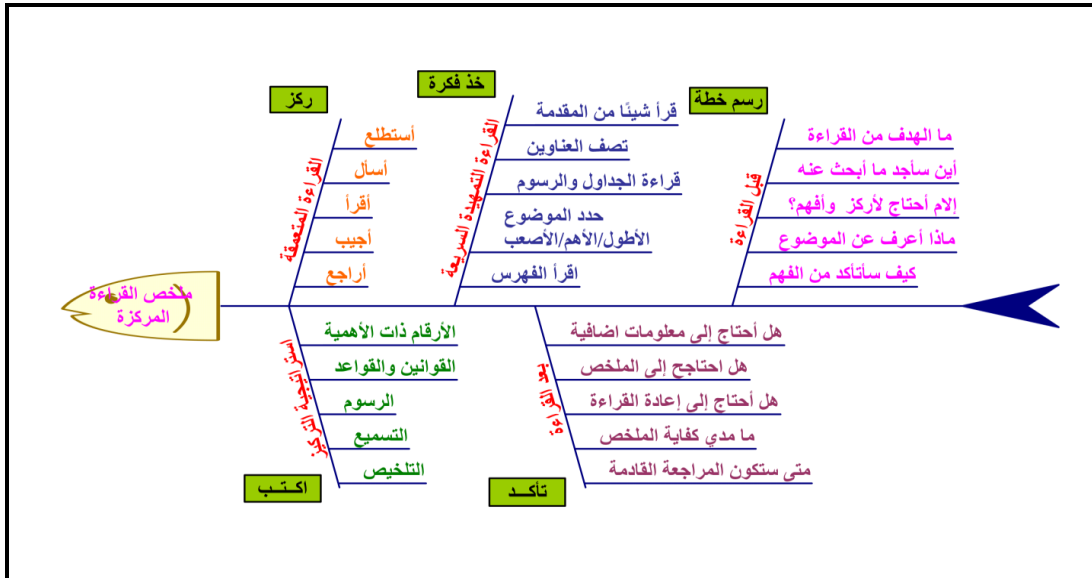 رسم خطة
قبل القراءة
ما الهدف من القراءة
أين سأجد ما أبحث عنه
إلام أحتاج لأركز وأفهم؟
ماذا أعرف عن الموضوع
كيف سأتأكد من الفهم
خذ فكرة
القراءة التمهيدة السريعة
قرأ شيئًا من المقدمة
تصف العناوين
قراءة الجداول والرسوم
حدد الموضوع
الأطول/الأهم/الأصعب
اقرأ الفهرس
ركز
القراءة المتعمقة
أستطلع
أسأل
أقرأ
أجيب
أراجع
ملخص القراءة
المركزة
بعد القراءة
هل أحتاج إلى معلومات اضافية
هل احتاجح إلى الملخص
هل أحتاج إلى إعادة القراءة
ما مدي كفاية الملخص
متى ستكون المراجعة القادمة
تأكــــد
استراتيجية التركيز
الأرقام ذات الأهمية
القوانين والقواعد
الرسوم
التسميع
التلخيص
اكــتــب